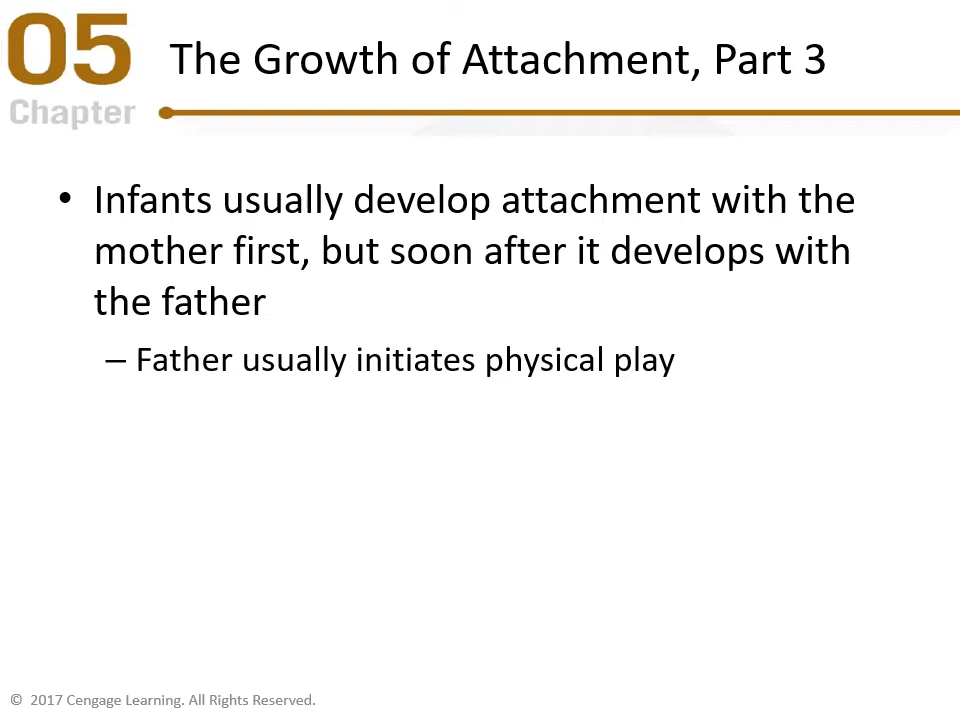 05
Chapter
The Growth of Attachment, Part 3
• Infants usually develop attachment with the
mother first, but soon after it develops with
the father
– Father usually initiates physical play
© 2017 Cengage Learning. All Rights Reserved.